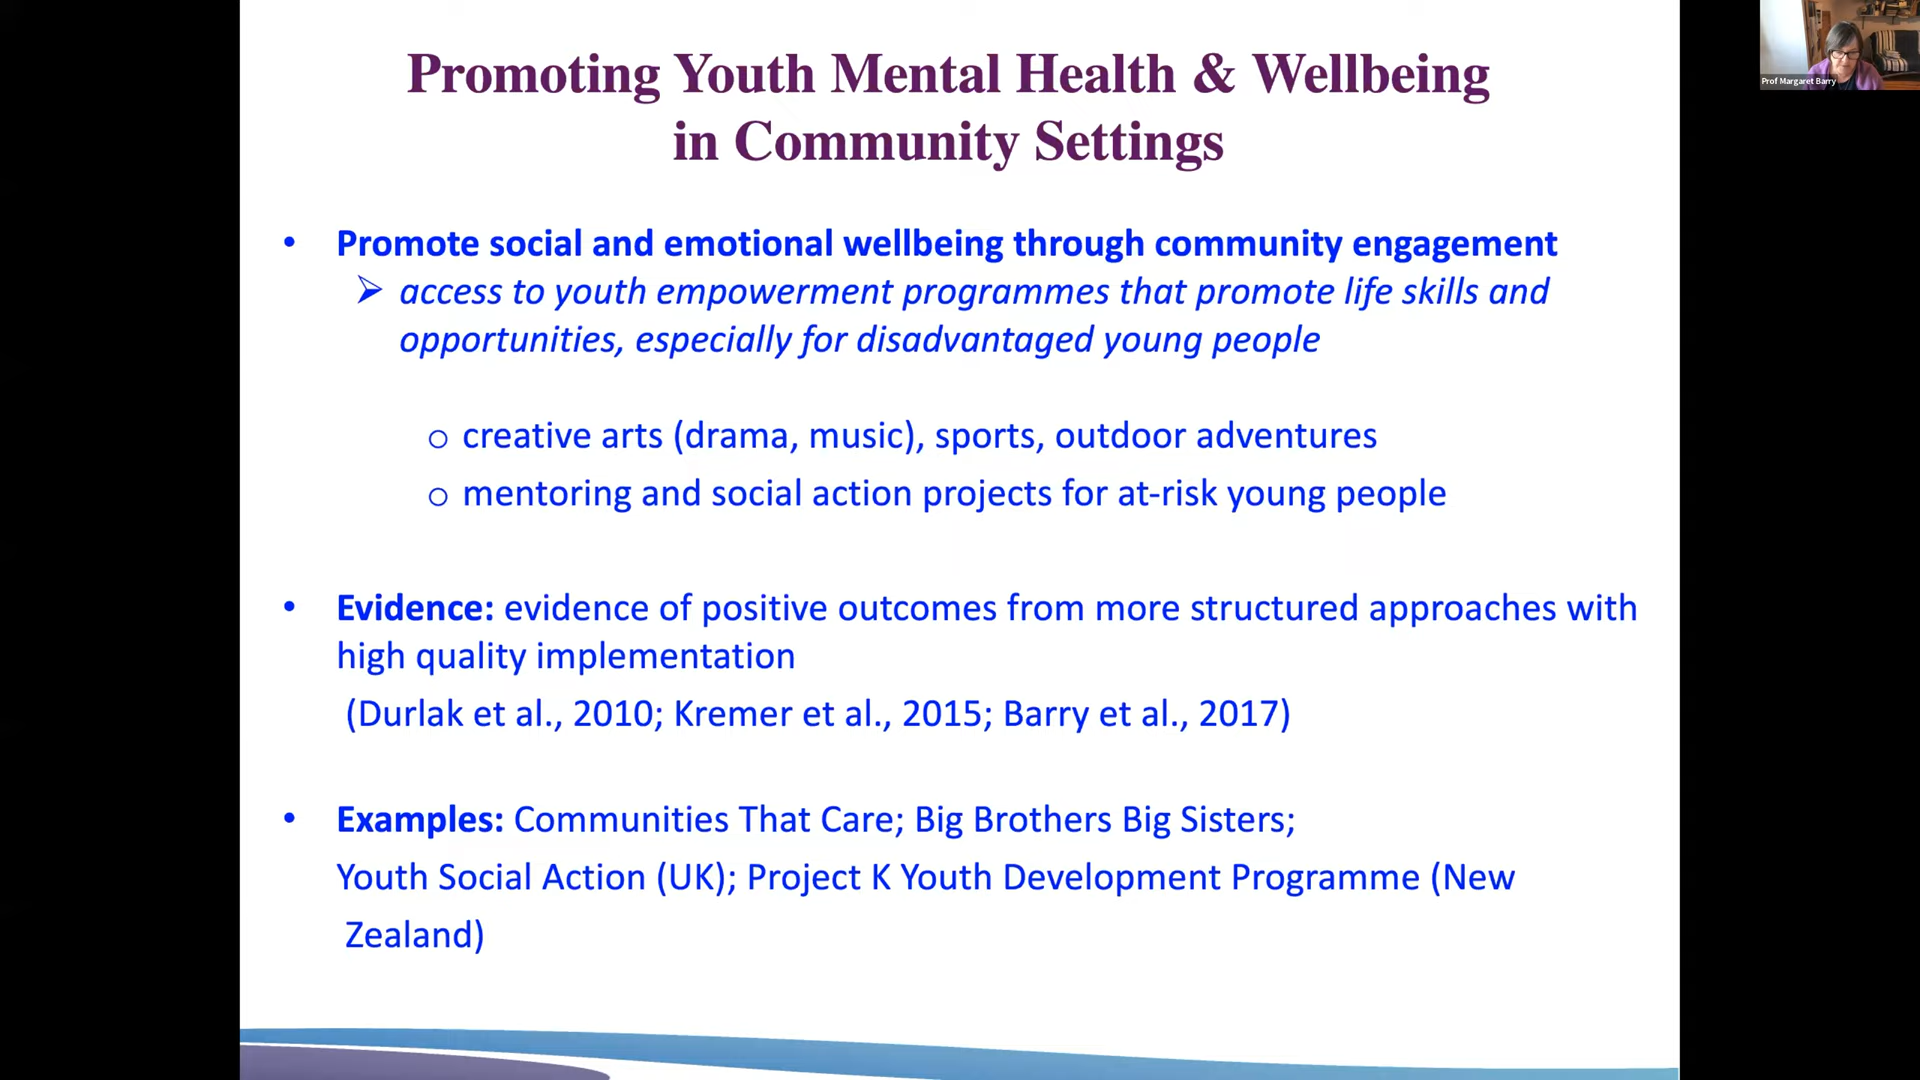 Promoting Youth Mental Health & Wellbeing
in Community Settings
Prof Margaret Barry
• Promote social and emotional wellbeing through community engagement
➢ access to youth empowerment programmes that promote life skills and
opportunities, especially for disadvantaged young people
o creative arts (drama, music), sports, outdoor adventures
o mentoring and social action projects for at-risk young people
• Evidence: evidence of positive outcomes from more structured approaches with
high quality implementation
(Durlak et al., 2010; Kremer et al., 2015; Barry et al., 2017)
• Examples: Communities That Care; Big Brothers Big Sisters;
Youth Social Action (UK); Project K Youth Development Programme (New
Zealand)